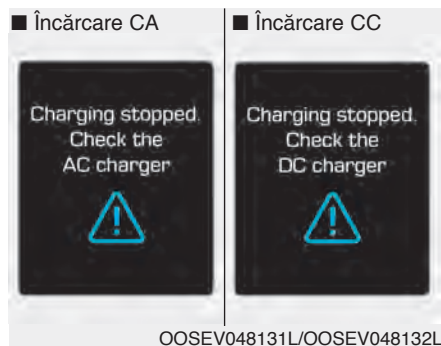 ■ Încărcare CA
■ Încărcare CC
Charging stopped.
Check the
AC charger
Charging stopped.
Check the
DC charger
OOSEV048131L/OOSEV048132L